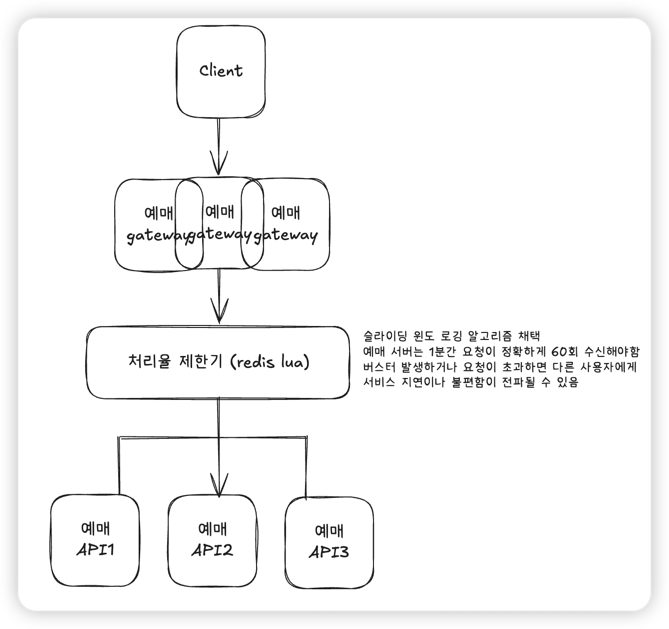 Client
예매
gateway
예매
gateway
예매
gateway
처리율 제한기 (redis lua)
슬라이딩 윈도 로깅 알고리즘 채택
예매 서버는 1분간 요청이 정확하게 60회 수신해야함
버스터 발생하거나 요청이 초과하면 다른 사용자에게
서비스 지연이나 불편함이 전파될 수 있음
예매
API1
예매
API2
예매
API3